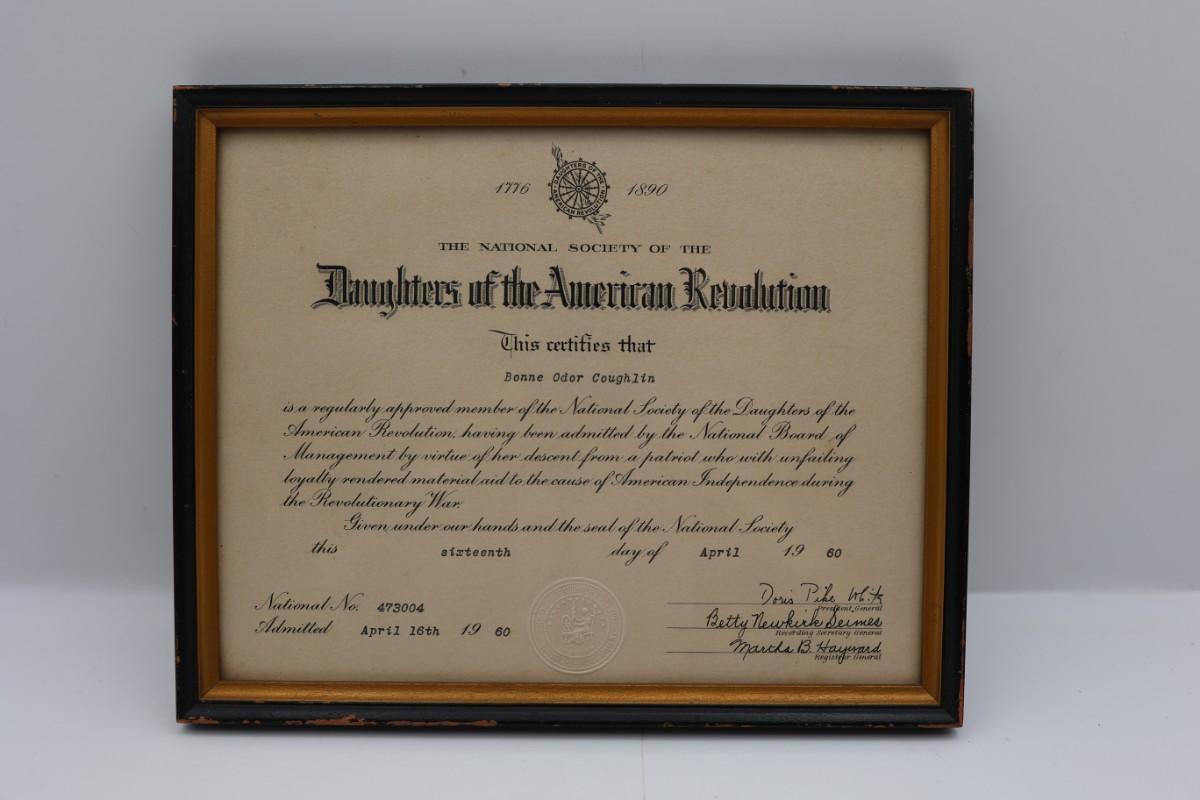 1776 1890
DAUGHTERS OF THE AMERICAN REVOLUTION
THE NATIONAL SOCIETY OF THE
Daughters of the American Revolution
This certifies that
Bonne Odor Coughlin
is a regularly approved member of the National Society of the Daughters of the
American Revolution, having been admitted by the National Board of
Management by virtue of her descent from a patriot who with unfailing
loyalty rendered material aid to the cause of American Independence during
the Revolutionary War.
Given under our hands and the seal of the National Society
this sixteenth day of April 19 60
National No. 473004
Admitted April 16th 19 60
Doris Pike White
President General
Betty Newkirk Seimes
Recording Secretary General
Martha B. Hayward
Registrar General